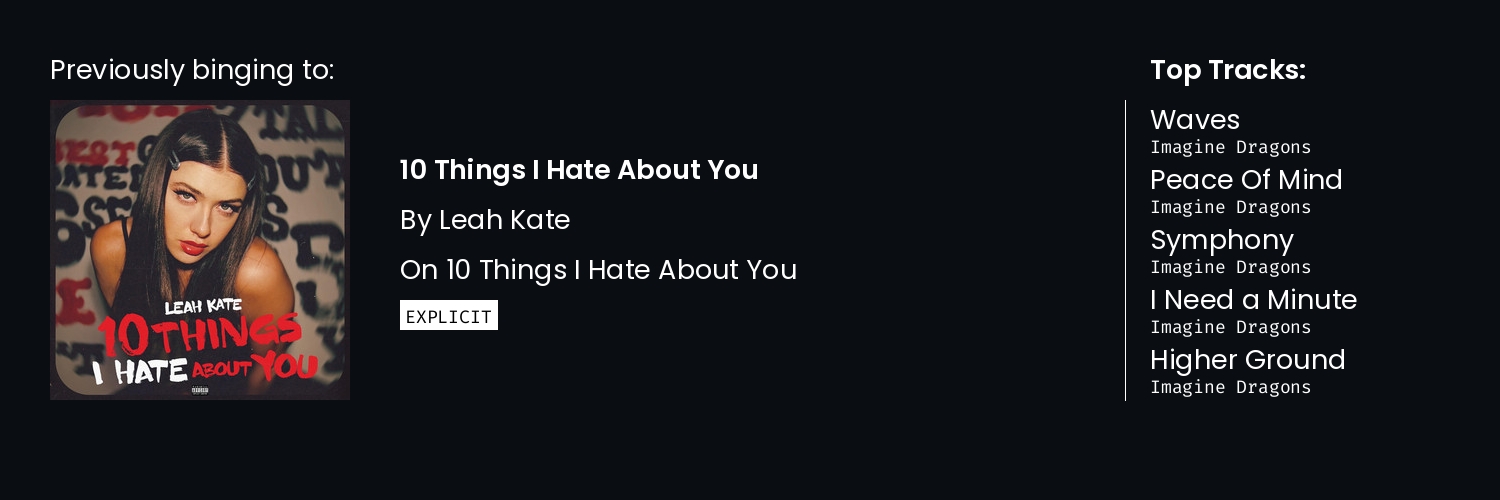 Previously binging to:
LEAH KATE
10 THINGS
I HATE ABOUT YOU
10 Things I Hate About You
By Leah Kate
On 10 Things I Hate About You
EXPLICIT
Top Tracks:
Waves
Imagine Dragons
Peace Of Mind
Imagine Dragons
Symphony
Imagine Dragons
I Need a Minute
Imagine Dragons
Higher Ground
Imagine Dragons